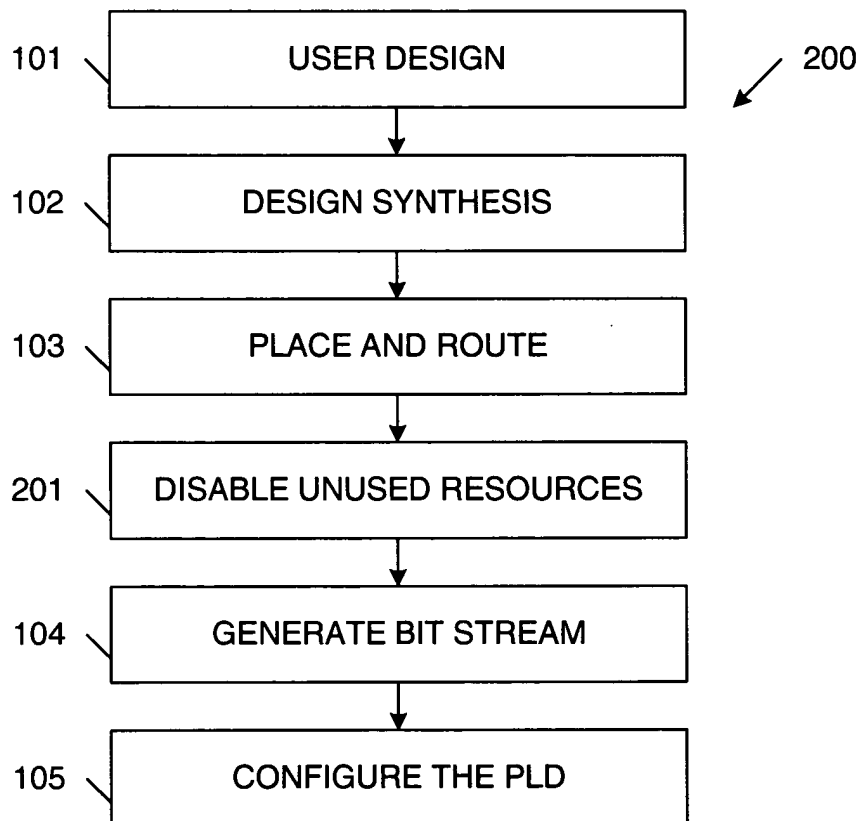 101
USER DESIGN
200
102
DESIGN SYNTHESIS
103
PLACE AND ROUTE
201
DISABLE UNUSED RESOURCES
104
GENERATE BIT STREAM
105
CONFIGURE THE PLD